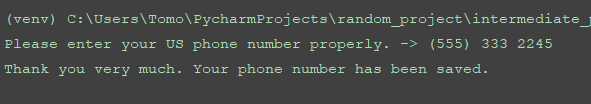 (venv) C:\Users\Tomo\PycharmProjects\random_project\intermediate_
Please enter your US phone number properly. -> (555) 333 2245
Thank you very much. Your phone number has been saved.